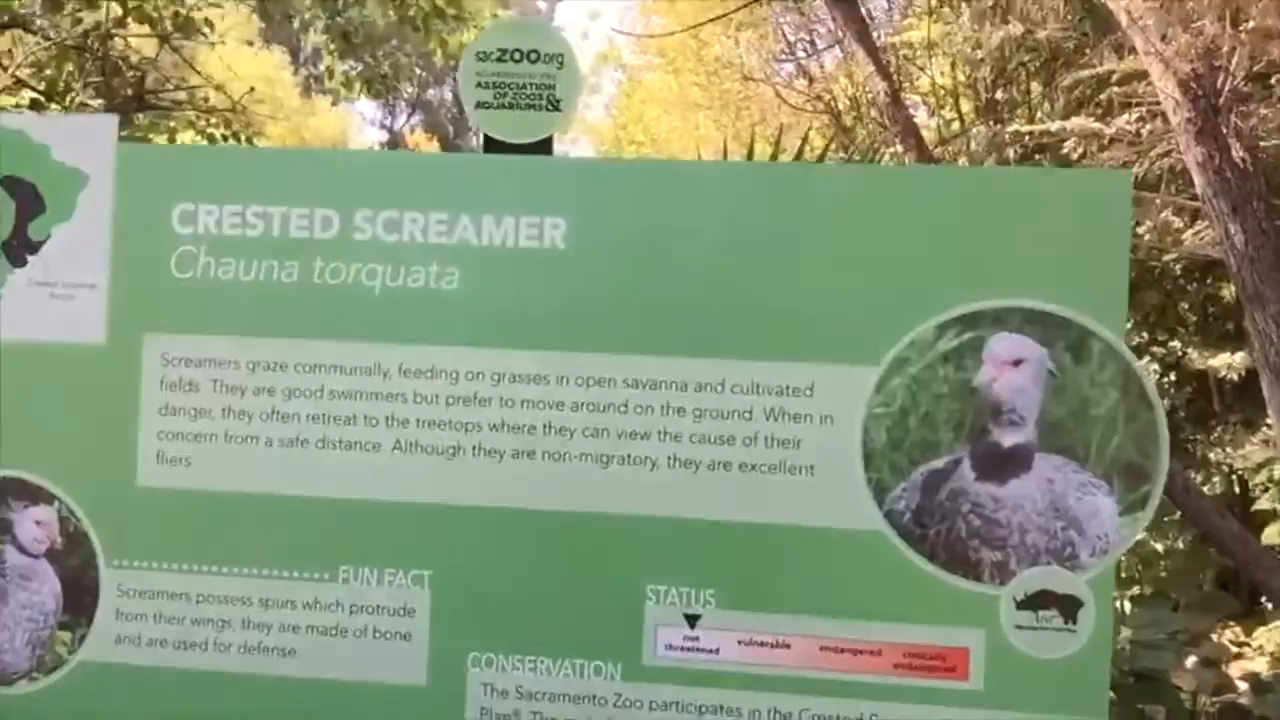 sacZOO.org
ACCREDITED BY THE
ASSOCIATION
OF ZOOS &
AQUARIUMS
CRESTED SCREAMER
Chauna torquata
Screamers graze communally, feeding on grasses in open savanna and cultivated
fields. They are good swimmers but prefer to move around on the ground. When in
danger, they often retreat to the treetops where they can view the cause of their
concern from a safe distance. Although they are non-migratory, they are excellent
fliers.
FUN FACT
Screamers possess spurs which protrude
from their wings; they are made of bone
and are used for defense.
STATUS
not
threatened
vulnerable
endangered
critically
endangered
CONSERVATION
The Sacramento Zoo participates in the Crested
Plan®. The